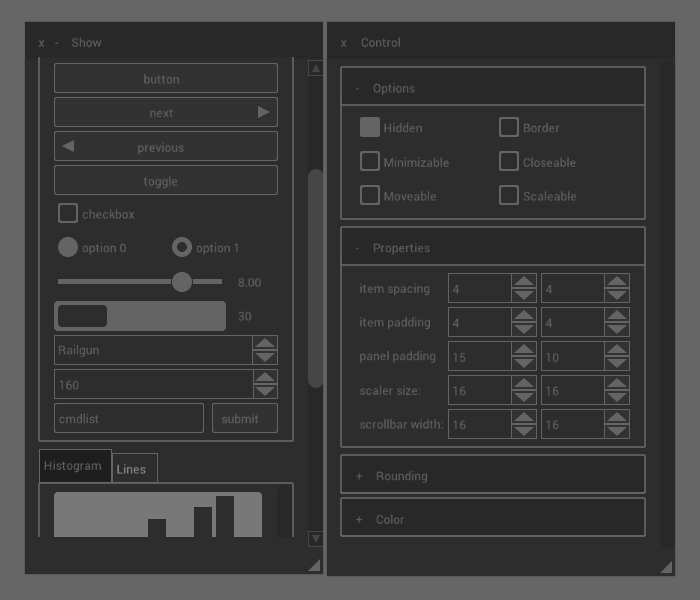 x - Show
button
next
previous
toggle
checkbox
option 0 option 1
8.00
30
Railgun
160
cmdlist submit
Histogram Lines
x Control
- Options
Hidden Border
Minimizable Closeable
Moveable Scaleable
- Properties
item spacing 4 4
item padding 4 4
panel padding 15 10
scaler size: 16 16
scrollbar width: 16 16
+ Rounding
+ Color